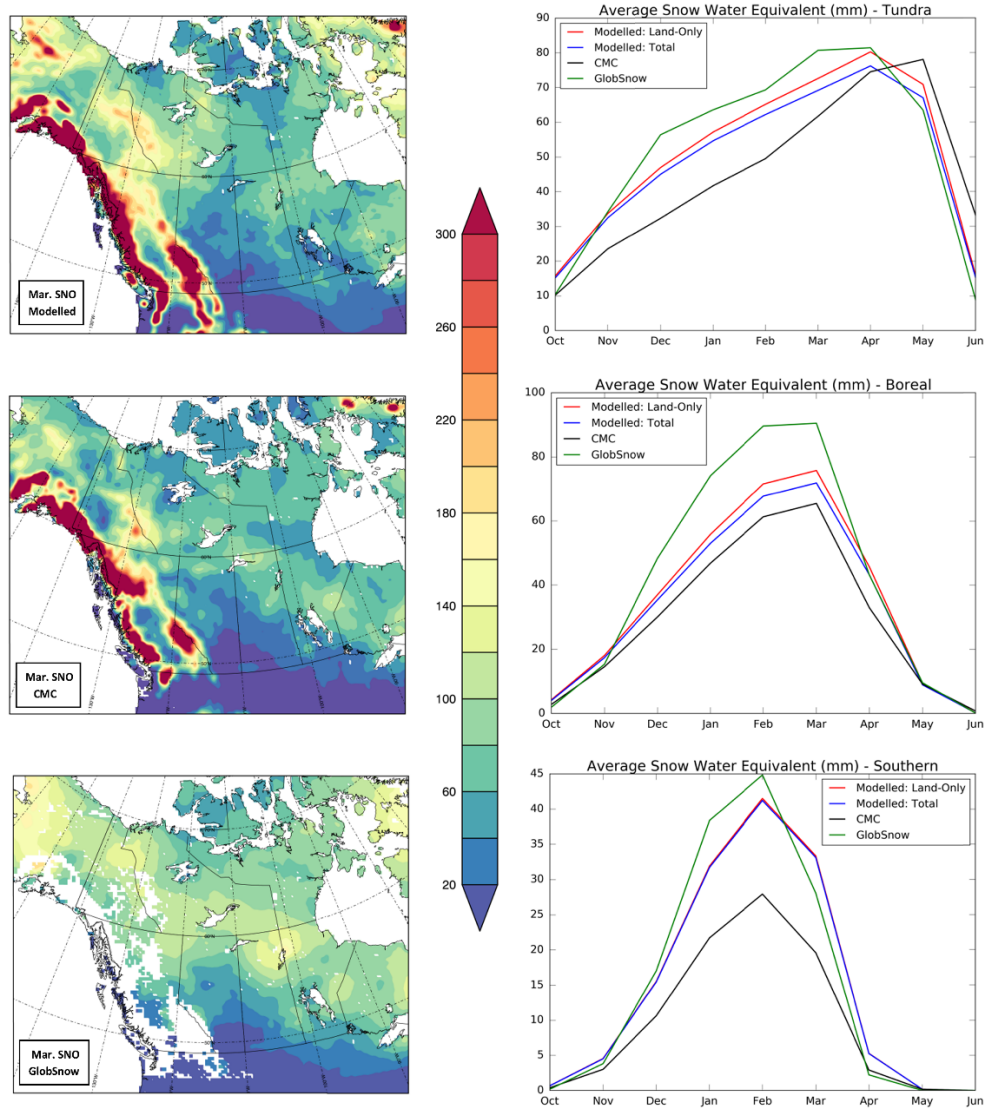 Mar. SNO
Modelled
Mar. SNO
CMC
Mar. SNO
GlobSnow
300
260
220
180
140
100
60
20
Average Snow Water Equivalent (mm) - Tundra
Modelled: Land-Only
Modelled: Total
CMC
GlobSnow
90
80
70
60
50
40
30
20
10
0
Oct Nov Dec Jan Feb Mar Apr May Jun
Average Snow Water Equivalent (mm) - Boreal
Modelled: Land-Only
Modelled: Total
CMC
GlobSnow
100
80
60
40
20
0
Oct Nov Dec Jan Feb Mar Apr May Jun
Average Snow Water Equivalent (mm) - Southern
Modelled: Land-Only
Modelled: Total
CMC
GlobSnow
45
40
35
30
25
20
15
10
5
0
Oct Nov Dec Jan Feb Mar Apr May Jun